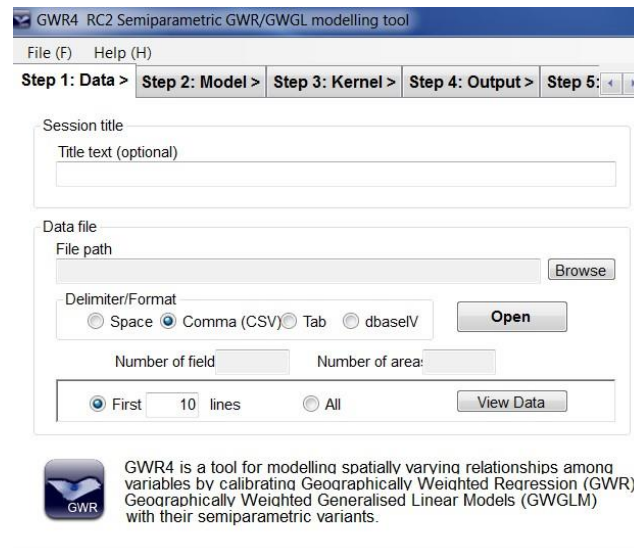 GWR4 RC2 Semiparametric GWR/GWGL modelling tool
File (F) Help (H)
Step 1: Data > Step 2: Model > Step 3: Kernel > Step 4: Output > Step 5:
Session title
Title text (optional)
Data file
File path
Browse
Delimiter/Format
Space Comma (CSV) Tab dbaseIV
Open
Number of field Number of area
First 10 lines All View Data
GWR4 is a tool for modelling spatially varying relationships among
variables by calibrating Geographically Weighted Regression (GWR)
Geographically Weighted Generalised Linear Models (GWGLM)
with their semiparametric variants.
GWR